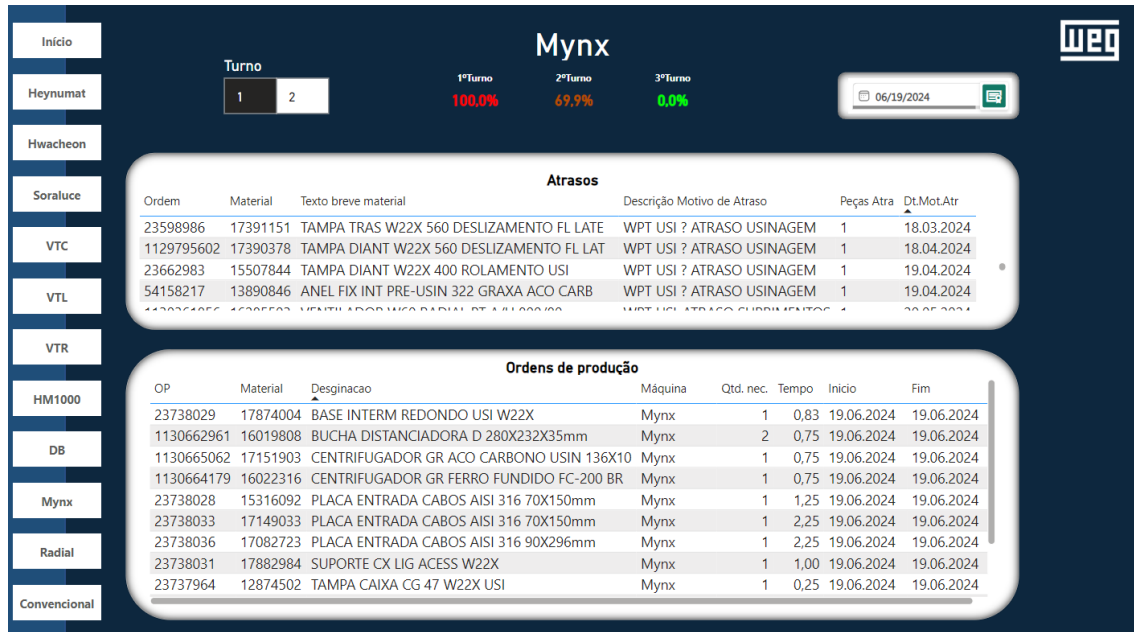 Início
Heynumat
Hwacheon
Soraluce
VTC
VTL
VTR
HM1000
DB
Mynx
Radial
Convencional
Mynx
WEG
Turno
1 2
1ºTurno 2ºTurno 3ºTurno
100,0% 69,9% 0,0%
06/19/2024
Atrasos
Ordem Material Texto breve material Descrição Motivo de Atraso Peças Atra Dt.Mot.Atr
23598986 17391151 TAMPA TRAS W22X 560 DESLIZAMENTO FL LATE WPT USI ? ATRASO USINAGEM 1 18.03.2024
1129795602 17390378 TAMPA DIANT W22X 560 DESLIZAMENTO FL LAT WPT USI ? ATRASO USINAGEM 1 18.04.2024
23662983 15507844 TAMPA DIANT W22X 400 ROLAMENTO USI WPT USI ? ATRASO USINAGEM 1 19.04.2024
54158217 13890846 ANEL FIX INT PRE-USIN 322 GRAXA ACO CARB WPT USI ? ATRASO USINAGEM 1 19.04.2024
Ordens de produção
OP Material Desginacao Máquina Qtd. nec. Tempo Inicio Fim
23738029 17874004 BASE INTERM REDONDO USI W22X Mynx 1 0,83 19.06.2024 19.06.2024
1130662961 16019808 BUCHA DISTANCIADORA D 280X232X35mm Mynx 2 0,75 19.06.2024 19.06.2024
1130665062 17151903 CENTRIFUGADOR GR ACO CARBONO USIN 136X10 Mynx 1 0,75 19.06.2024 19.06.2024
1130664179 16022316 CENTRIFUGADOR GR FERRO FUNDIDO FC-200 BR Mynx 1 0,75 19.06.2024 19.06.2024
23738028 15316092 PLACA ENTRADA CABOS AISI 316 70X150mm Mynx 1 1,25 19.06.2024 19.06.2024
23738033 17149033 PLACA ENTRADA CABOS AISI 316 70X150mm Mynx 1 2,25 19.06.2024 19.06.2024
23738036 17082723 PLACA ENTRADA CABOS AISI 316 90X296mm Mynx 1 2,25 19.06.2024 19.06.2024
23738031 17882984 SUPORTE CX LIG ACESS W22X Mynx 1 1,00 19.06.2024 19.06.2024
23737964 12874502 TAMPA CAIXA CG 47 W22X USI Mynx 1 0,25 19.06.2024 19.06.2024